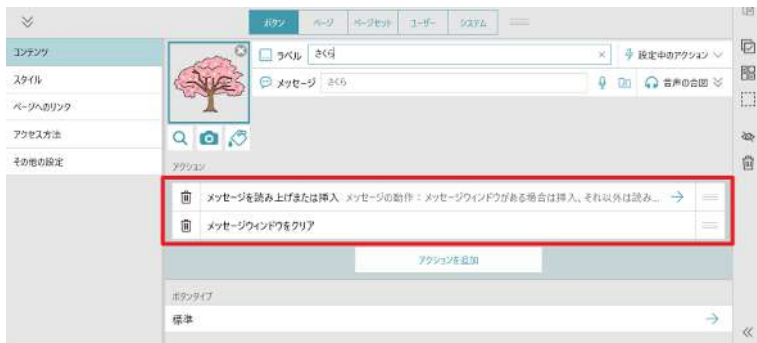 ボタン ページ ページセット ユーザー システム
コンテンツ
スタイル
ページへのリンク
アクセス方法
その他の設定
ラベル さくら 設定中のアクション
メッセージ さくら 音声の合図
アクション
メッセージを読み上げまたは挿入 メッセージの動作：メッセージウィンドウがある場合は挿入、それ以外は読み...
メッセージウィンドウをクリア
アクションを追加
ボタンタイプ
標準